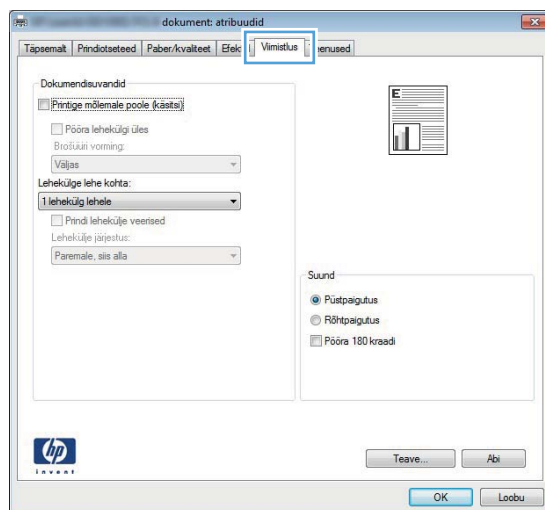 dokument: atribuudid
Täpsemalt
Prindiotseteed
Paber/kvaliteet
Viimistlus
Dokumendisuvandid
Printige mõlemale poole (käsitsi)
Pööra lehekülgi üles
Brošüüri vorming:
Väljas
Lehekülge lehe kohta:
1 lehekülg lehele
Prindi lehekülje veerised
Lehekülje järjestus:
Paremale, siis alla
E
Suund
Püstpaigutus
Rõhtpaigutus
Pööra 180 kraadi
hp
invent
Teave...
Abi
OK
Loobu